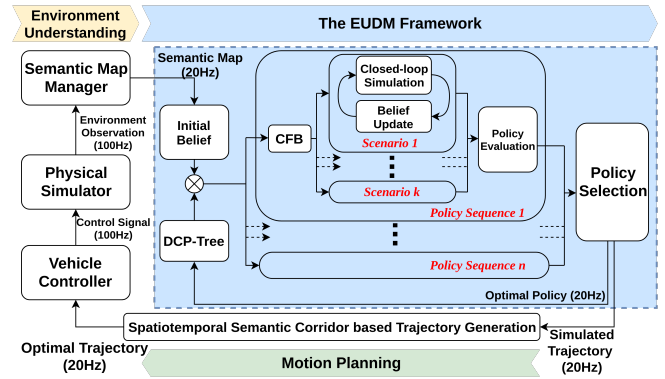 Environment
Understanding
The EUDM Framework
Semantic Map
Manager
Semantic Map
(20Hz)
Environment
Observation
(100Hz)
Physical
Simulator
Control Signal
(100Hz)
Vehicle
Controller
Initial
Belief
DCP-Tree
CFB
Closed-loop
Simulation
Belief
Update
Scenario 1
Scenario k
Policy
Evaluation
Policy Sequence 1
Policy Sequence n
Policy
Selection
Optimal Policy (20Hz)
Spatiotemporal Semantic Corridor based Trajectory Generation
Simulated
Trajectory
(20Hz)
Optimal Trajectory
(20Hz)
Motion Planning